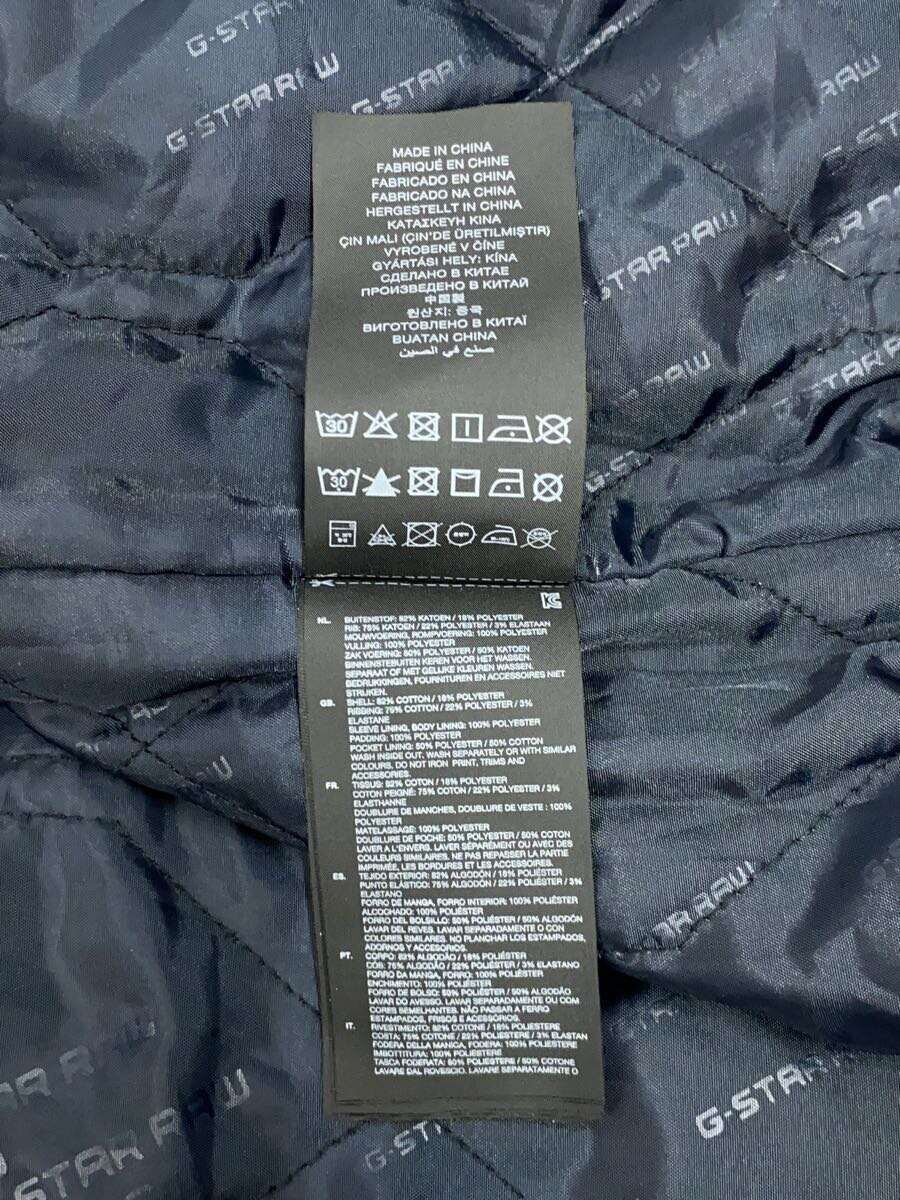 G-STAR RAW
G-STAR RAW
G-STAR
RAW
STAR RAW
RAW
G-STAR
MADE IN CHINA
FABRIQUÉ EN CHINE
FABRICADO EN CHINA
FABRICADO NA CHINA
HERGESTELLT IN CHINA
ΚΑΤΑΣΚΕΥΗ ΚΙΝΑ
ÇIN MALI (ÇIN'DE ÜRETILMIŞTIR)
VYROBENÉ V ČÍNE
GYÁRTÁSI HELY: KÍNA
СДЕЛАНО В КИТАЕ
ПРОИЗВЕДЕНО В КИТАЙ
中国製
원산지: 중국
ВИГОТОВЛЕНО В КИТАЇ
BUATAN CHINA
صنع في الصين
30
30
NL. BUITENSTOF: 82% KATOEN / 18% POLYESTER
RIB: 75% KATOEN / 22% POLYESTER / 3% ELASTAAN
MOUWVOERING, ROMPVOERING: 100% POLYESTER
VULLING: 100% POLYESTER
ZAK VOERING: 50% POLYESTER / 50% KATOEN
BINNENSTEBUITEN KEREN VOOR HET WASSEN.
SEPARAAT OF MET GELIJKE KLEUREN WASSEN.
BEDRUKKINGEN, FOURNITUREN EN ACCESSOIRES NIET
STRIJKEN.
GB. SHELL: 82% COTTON / 18% POLYESTER
RIBBING: 75% COTTON / 22% POLYESTER / 3%
ELASTANE
SLEEVE LINING, BODY LINING: 100% POLYESTER
PADDING: 100% POLYESTER
POCKET LINING: 50% POLYESTER / 50% COTTON
WASH INSIDE OUT. WASH SEPARATELY OR WITH SIMILAR
COLOURS. DO NOT IRON PRINT, TRIMS AND
ACCESSORIES.
FR. TISSUS: 82% COTON / 18% POLYESTER
COTON PEIGNÉ: 75% COTON / 22% POLYESTER / 3%
ELASTHANNE
DOUBLURE DE MANCHES, DOUBLURE DE VESTE : 100%
POLYESTER
MATELASSAGE: 100% POLYESTER
DOUBLURE DE POCHE: 50% POLYESTER / 50% COTON
LAVER A L'ENVERS. LAVER SÉPARÉMENT OU AVEC DES
COULEURS SIMILAIRES. NE PAS REPASSER LA PARTIE
IMPRIMÉE, LES BORDURES ET LES ACCESSOIRES.
ES. TEJIDO EXTERIOR: 82% ALGODÓN / 18% POLIÉSTER
PUNTO ELÁSTICO: 75% ALGODÓN / 22% POLIÉSTER / 3%
ELASTANO
FORRO DE MANGA, FORRO INTERIOR: 100% POLIÉSTER
ALCOCHADO: 100% POLIÉSTER
FORRO DEL BOLSILLO: 50% POLIÉSTER / 50% ALGODÓN
LAVAR DEL REVES. LAVAR SEPARADAMENTE O CON
COLORES SIMILARES. NO PLANCHAR LOS ESTAMPADOS,
ADORNOS Y ACCESORIOS.
PT. CORPO: 82% ALGODÃO / 18% POLIÉSTER
CÓS: 75% ALGODÃO / 22% POLIÉSTER / 3% ELASTANO
FORRO DA MANGA, FORRO: 100% POLIÉSTER
ENCHIMENTO: 100% POLIÉSTER
FORRO DE BOLSO: 50% POLIÉSTER / 50% ALGODÃO
LAVAR DO AVESSO. LAVAR SEPARADAMENTE OU COM
CORES SEMELHANTES. NÃO PASSAR A FERRO
ESTAMPADOS, FRISOS E ACESSÓRIOS.
IT. RIVESTIMENTO: 82% COTONE / 18% POLIESTERE
COSTA: 75% COTONE / 22% POLIESTERE / 3% ELASTAN
FODERA DELLA MANICA, FODERA: 100% POLIESTERE
IMBOTTITURA: 100% POLIESTERE
TASCA FODERATA: 50% POLIESTERE / 50% COTONE
LAVARE DAL ROVESCIO. LAVARE SEPARATAMENTE O
RAW
STAR RAW
STAR RAW
G-STAR
G-STAR